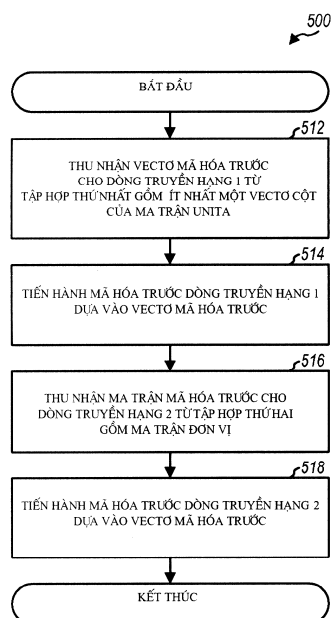 500
BẮT ĐẦU
512
THU NHẬN VECTƠ MÃ HÓA TRƯỚC
CHO DÒNG TRUYỀN HẠNG 1 TỪ
TẬP HỢP THỨ NHẤT GỒM ÍT NHẤT MỘT VECTƠ CỘT
CỦA MA TRẬN UNITA
514
TIẾN HÀNH MÃ HÓA TRƯỚC DÒNG TRUYỀN HẠNG 1
DỰA VÀO VECTƠ MÃ HÓA TRƯỚC
516
THU NHẬN MA TRẬN MÃ HÓA TRƯỚC CHO
DÒNG TRUYỀN HẠNG 2 TỪ TẬP HỢP THỨ HAI
GỒM MA TRẬN ĐƠN VỊ
518
TIẾN HÀNH MÃ HÓA TRƯỚC DÒNG TRUYỀN HẠNG 2
DỰA VÀO VECTƠ MÃ HÓA TRƯỚC
KẾT THÚC